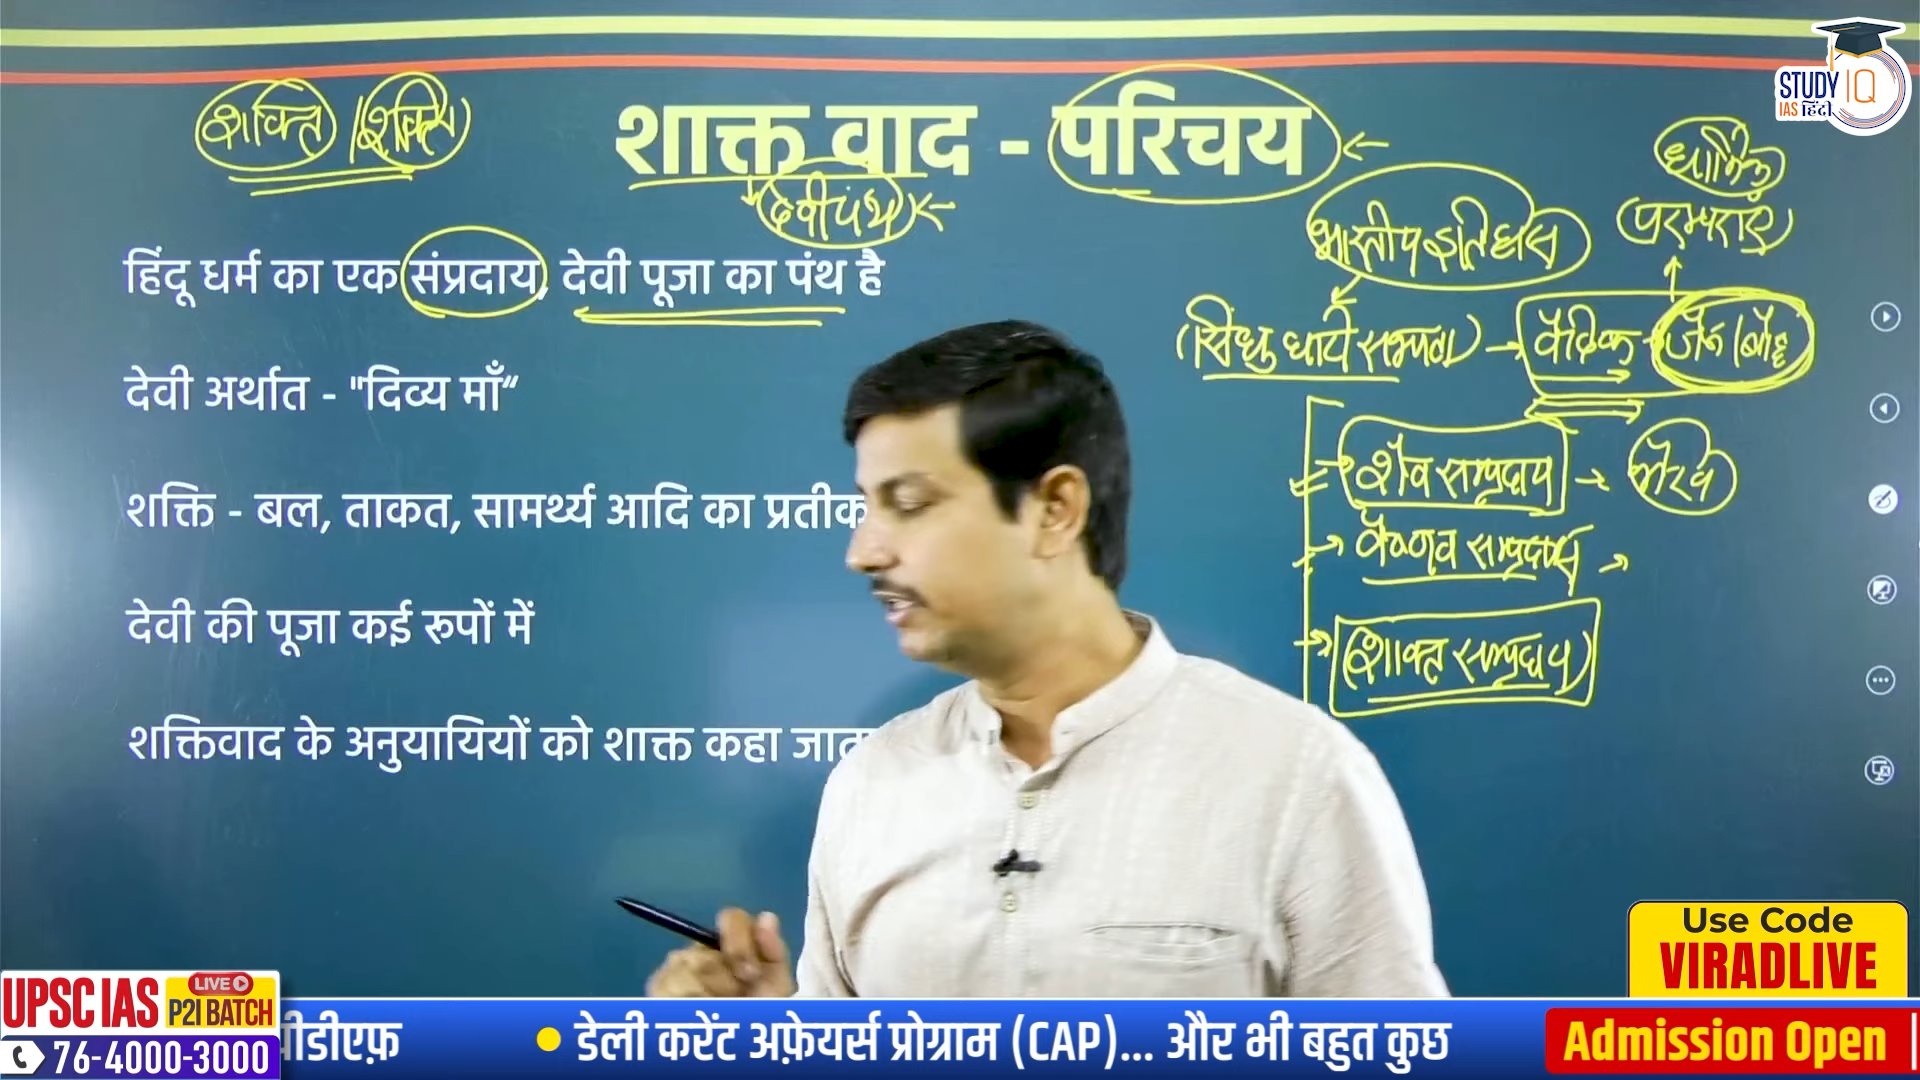 STUDY IQ
IAS हिंदी
शक्ति / शक्ति
शाक्त वाद - परिचय
(देवी पंथ)
धार्मिक
(परम्पराएं)
भारतीय इतिहास
हिंदू धर्म का एक संप्रदाय, देवी पूजा का पंथ है
(सिंधु घाटी सभ्यता) → वैदिक → जैन / बौद्ध
देवी अर्थात - "दिव्य माँ“
→ शैव सम्प्रदाय → भैरव
शक्ति - बल, ताकत, सामर्थ्य आदि का प्रतीक
→ वैष्णव सम्प्रदाय →
देवी की पूजा कई रूपों में
→ (शाक्त सम्प्रदाय)
शक्तिवाद के अनुयायियों को शाक्त कहा
Use Code
VIRADLIVE
UPSC IAS LIVE
P2I BATCH
76-4000-3000
पीडीएफ़ • डेली करेंट अफ़ेयर्स प्रोग्राम (CAP)... और भी बहुत कुछ
Admission Open